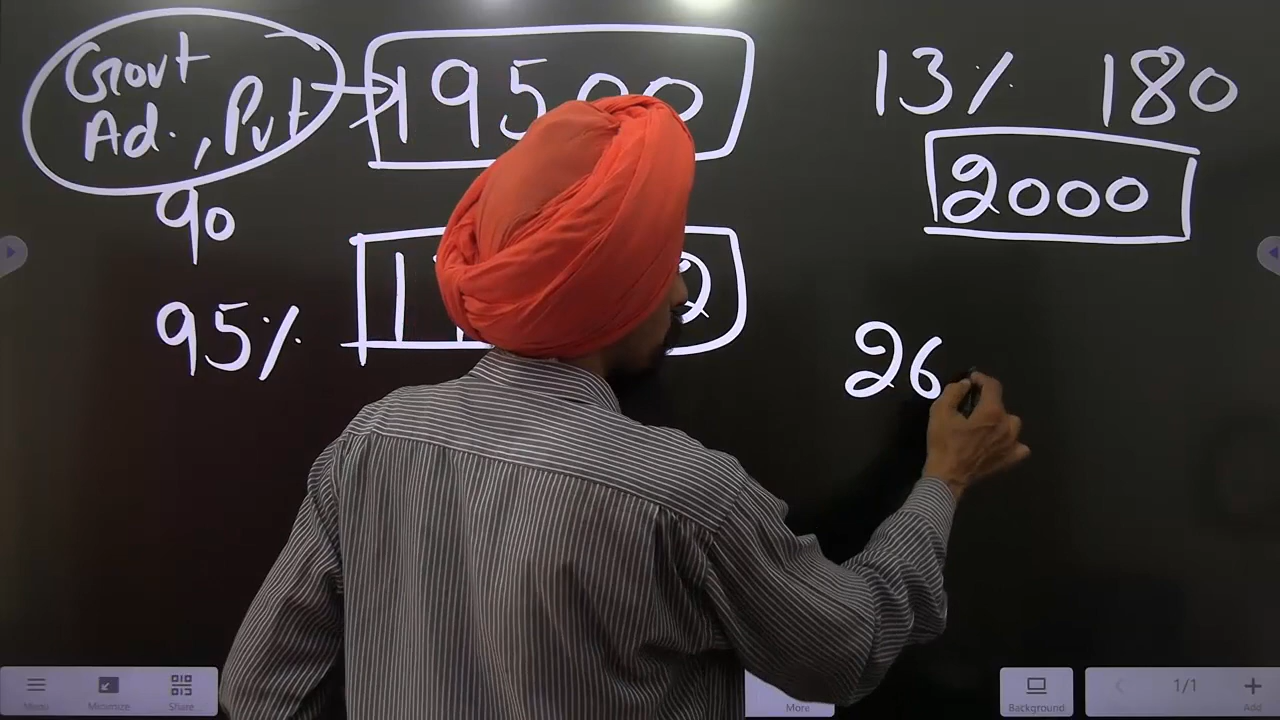 Govt
Ad., Pvt
19500
90
95%
13% 180
2000
26
Menu
Minimize
Share...
More
Background
1/1
Add